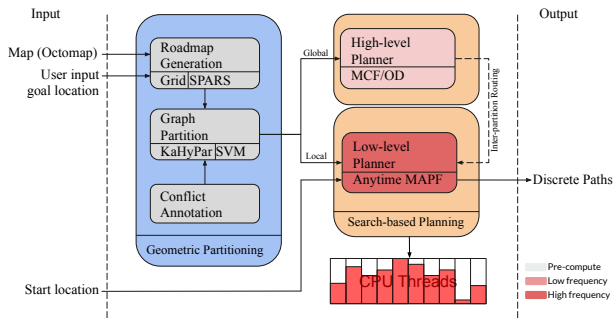 Input
Output
Map (Octomap)
User input
goal location
Roadmap
Generation
Grid SPARS
Graph
Partition
KaHyPar SVM
Conflict
Annotation
Geometric Partitioning
Global
High-level
Planner
MCF/OD
Inter-partition Routing
Local
Low-level
Planner
Anytime MAPF
Search-based Planning
Discrete Paths
Start location
CPU Threads
Pre-compute
Low frequency
High frequency